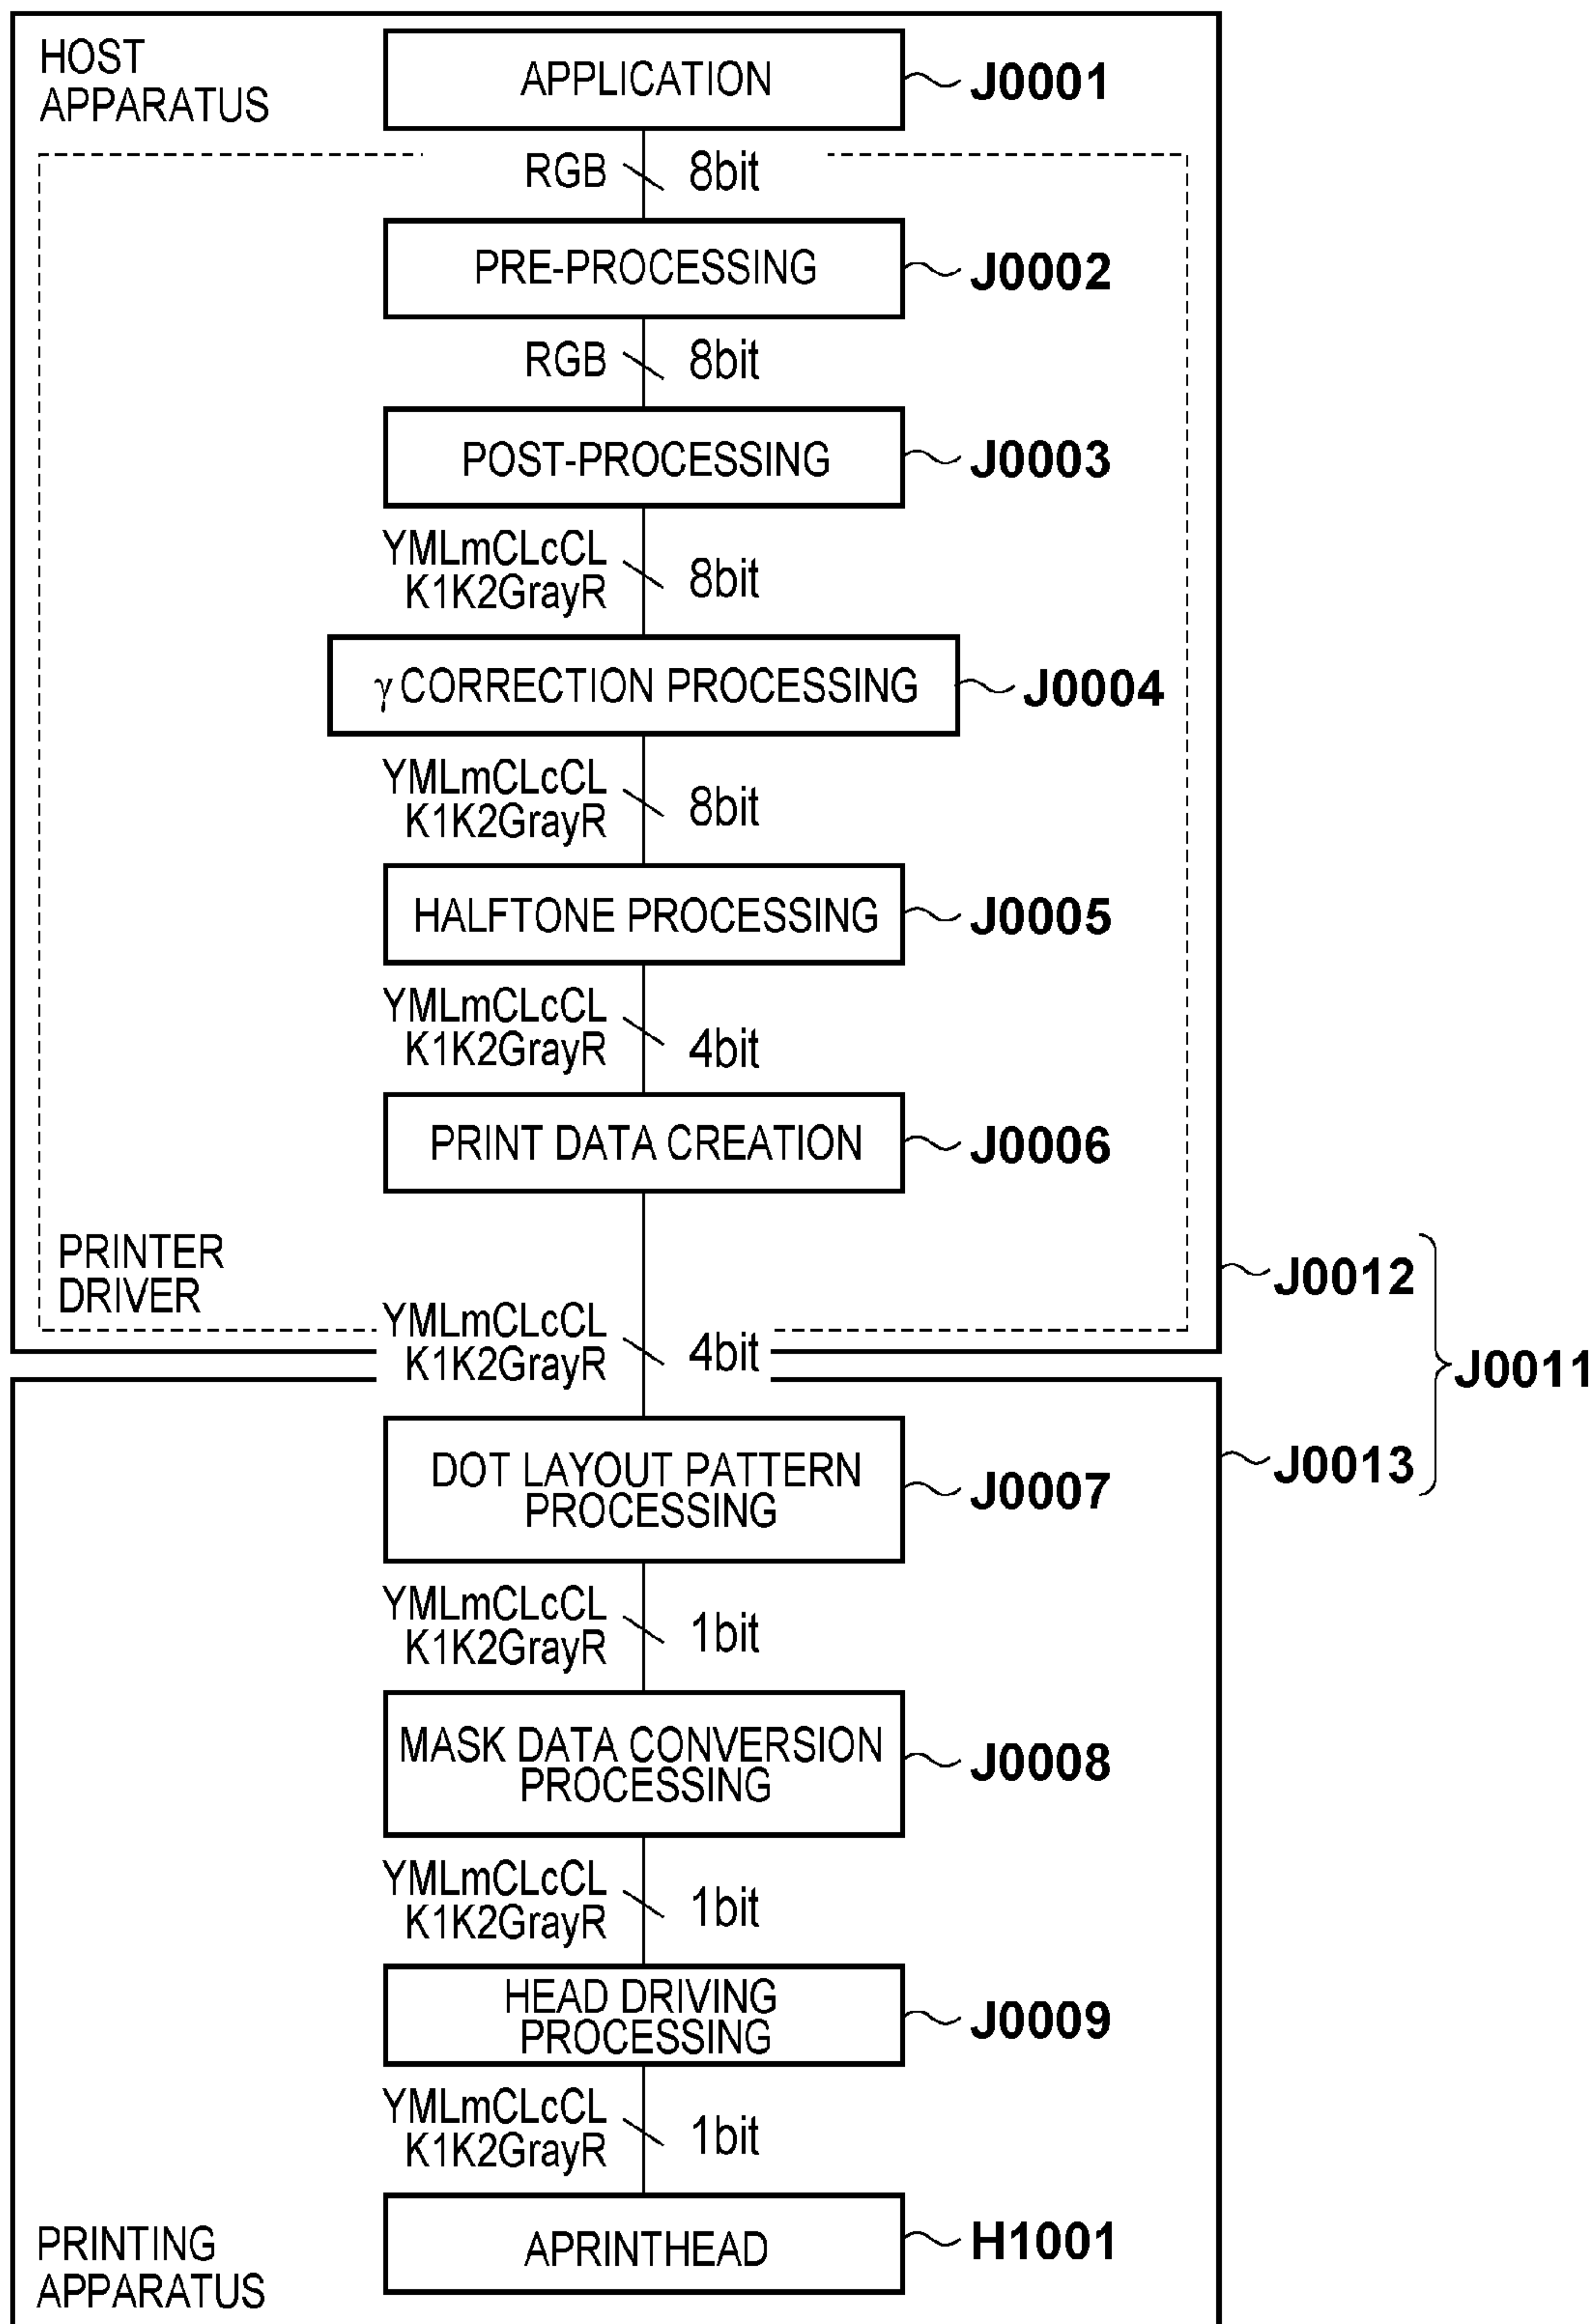 HOST
APPARATUS
APPLICATION
J0001
RGB
8bit
PRE-PROCESSING
J0002
RGB
8bit
POST-PROCESSING
J0003
YMLmCLcCL
K1K2GrayR
8bit
γ CORRECTION PROCESSING
J0004
YMLmCLcCL
K1K2GrayR
8bit
HALFTONE PROCESSING
J0005
YMLmCLcCL
K1K2GrayR
4bit
PRINT DATA CREATION
J0006
PRINTER
DRIVER
J0012
YMLmCLcCL
K1K2GrayR
4bit
J0011
DOT LAYOUT PATTERN
PROCESSING
J0007
J0013
YMLmCLcCL
K1K2GrayR
1bit
MASK DATA CONVERSION
PROCESSING
J0008
YMLmCLcCL
K1K2GrayR
1bit
HEAD DRIVING
PROCESSING
J0009
YMLmCLcCL
K1K2GrayR
1bit
APRINTHEAD
H1001
PRINTING
APPARATUS